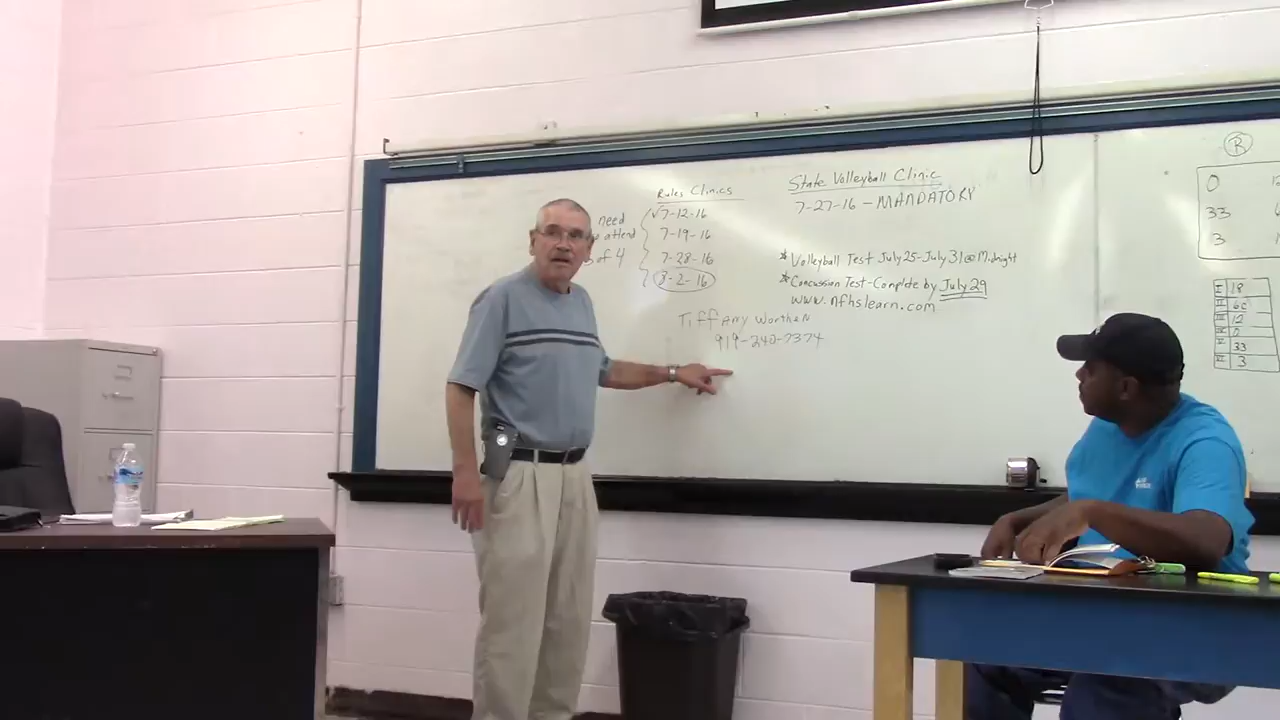 Rules Clinics
need
attend
of 4
√7-12-16
7-19-16
7-28-16
8-2-16
State Volleyball Clinic
7-27-16 - MANDATORY
*Volleyball Test July 25-July 31 @ Midnight
*Concussion Test-Complete by July 29
www.nfhslearn.com
Tiffany Worthen
919-240-7374
R
0
33
3
I 18
II
III 12
33
3